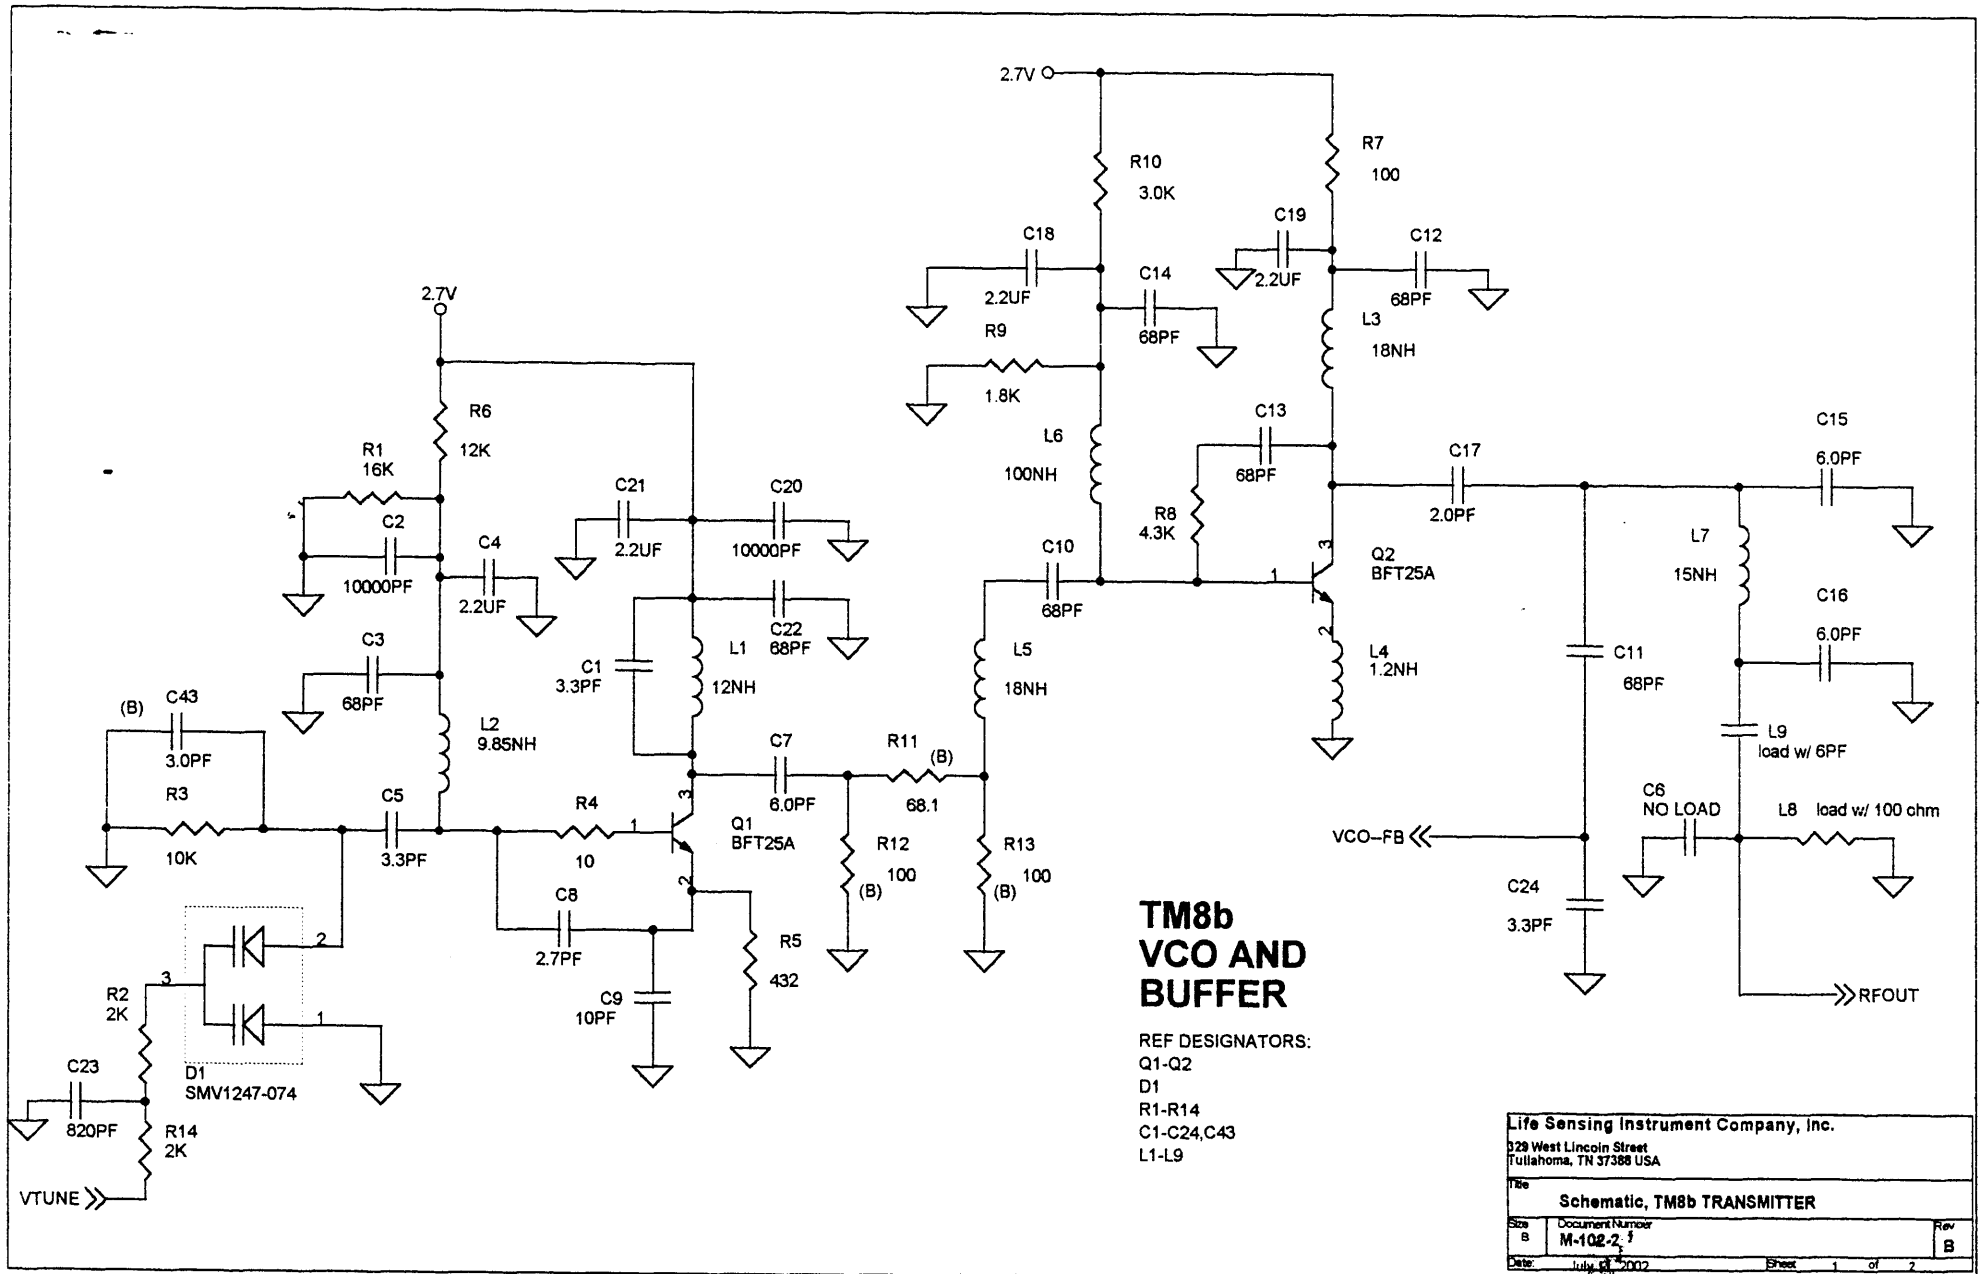 2.7V
R10
3.0K
R7
100
C18
2.2UF
C19
2.2UF
C12
68PF
C14
68PF
R9
1.8K
L3
18NH
2.7V
R6
12K
R1
16K
C2
10000PF
C4
2.2UF
C21
2.2UF
C20
10000PF
C22
68PF
C3
68PF
C1
3.3PF
L1
12NH
L6
100NH
C13
68PF
R8
4.3K
C10
68PF
C17
2.0PF
C15
6.0PF
3
Q2
BFT25A
1
2
L4
1.2NH
L7
15NH
C16
6.0PF
C11
68PF
L9
load w/ 6PF
C6
NO LOAD
L8 load w/ 100 ohm
VCO-FB
C24
3.3PF
RFOUT
L5
18NH
(B)
C43
3.0PF
L2
9.85NH
R3
10K
C5
3.3PF
R4
10
1
3
Q1
BFT25A
2
C7
6.0PF
R11
(B)
68.1
R12
100
(B)
R13
100
(B)
C8
2.7PF
C9
10PF
R5
432
2
3
1
R2
2K
D1
SMV1247-074
C23
820PF
R14
2K
VTUNE
TM8b
VCO AND
BUFFER
REF DESIGNATORS:
Q1-Q2
D1
R1-R14
C1-C24,C43
L1-L9
Life Sensing Instrument Company, Inc.
329 West Lincoln Street
Tullahoma, TN 37388 USA
Title
Schematic, TM8b TRANSMITTER
Size
B
Document Number
M-102-2
Rev
B
Date: July 2002
Sheet 1 of 2